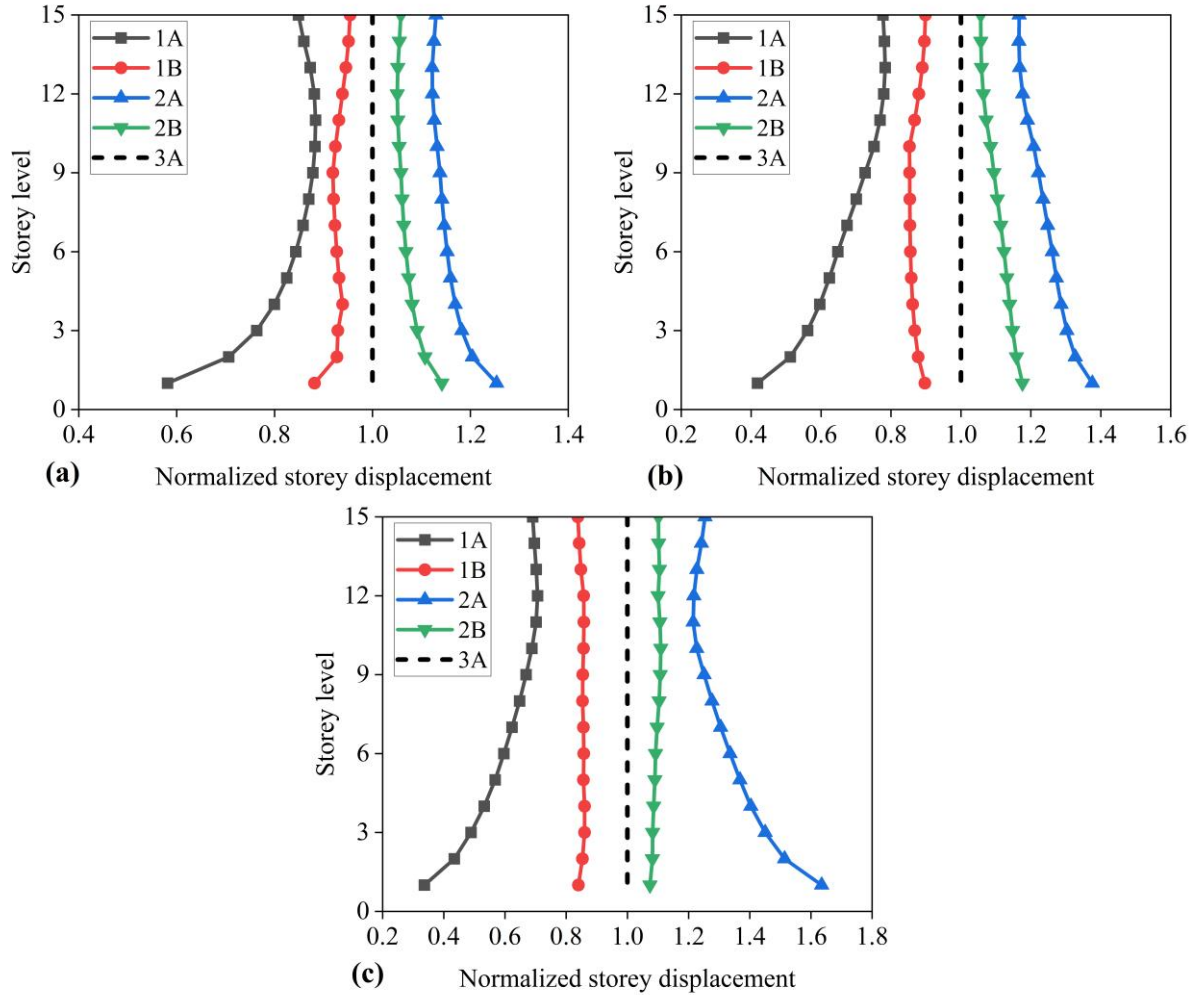 15
12
9
6
3
0
Storey level
1A
1B
2A
2B
3A
0.4 0.6 0.8 1.0 1.2 1.4
(a) Normalized storey displacement
15
12
9
6
3
0
Storey level
1A
1B
2A
2B
3A
0.2 0.4 0.6 0.8 1.0 1.2 1.4 1.6
(b) Normalized storey displacement
15
12
9
6
3
0
Storey level
1A
1B
2A
2B
3A
0.2 0.4 0.6 0.8 1.0 1.2 1.4 1.6 1.8
(c) Normalized storey displacement